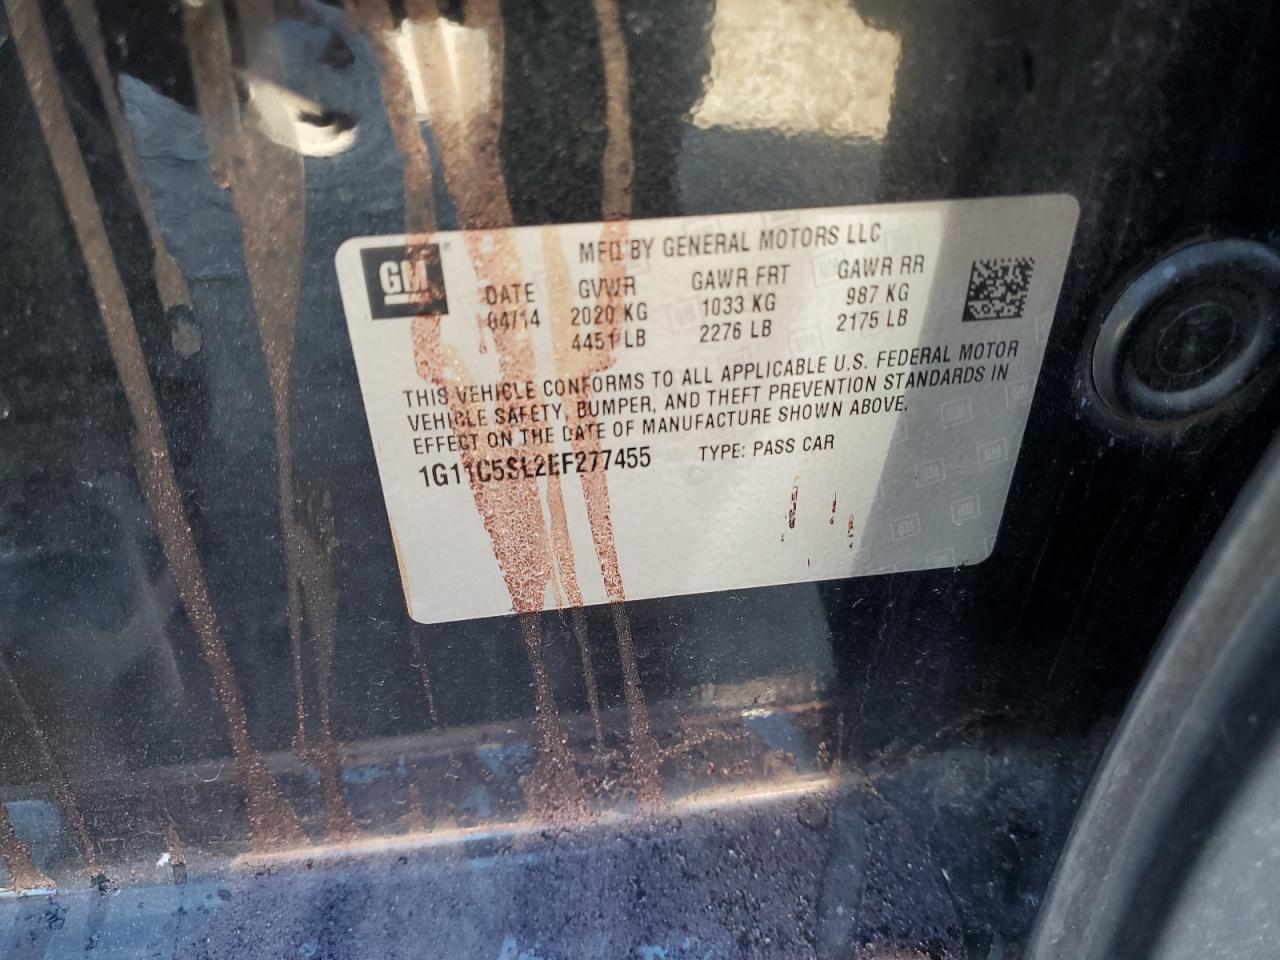 GM
MFD BY GENERAL MOTORS LLC
DATE GVWR GAWR FRT GAWR RR
04/14 2020 KG 1033 KG 987 KG
4451 LB 2276 LB 2175 LB
THIS VEHICLE CONFORMS TO ALL APPLICABLE U.S. FEDERAL MOTOR
VEHICLE SAFETY, BUMPER, AND THEFT PREVENTION STANDARDS IN
EFFECT ON THE DATE OF MANUFACTURE SHOWN ABOVE.
1G11C5SL2EF277455 TYPE: PASS CAR